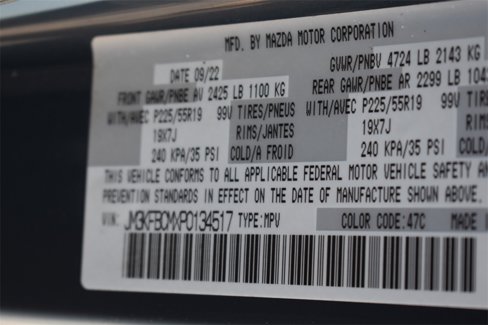 MFD. BY MAZDA MOTOR CORPORATION
DATE 09/22
GVWR/PNBV 4724 LB 2143 KG
FRONT GAWR/PNBE AV 2425 LB 1100 KG
REAR GAWR/PNBE AR 2299 LB 1043
WITH/AVEC P225/55R19 99V TIRES/PNEUS WITH/AVEC P225/55R19 99V
19X7J RIMS/JANTES 19X7J
240 KPA/35 PSI COLD/A FROID 240 KPA/35 PSI
THIS VEHICLE CONFORMS TO ALL APPLICABLE FEDERAL MOTOR VEHICLE SAFETY AN
PREVENTION STANDARDS IN EFFECT ON THE DATE OF MANUFACTURE SHOWN ABOVE.
VIN: JM3KFBCMXP0134517 TYPE:MPV COLOR CODE:47C MADE